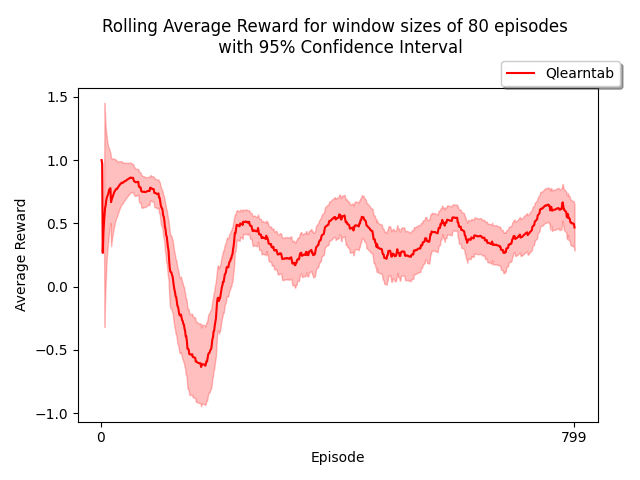 Rolling Average Reward for window sizes of 80 episodes
with 95% Confidence Interval
Qlearntab
1.5
1.0
0.5
0.0
−0.5
−1.0
Average Reward
0
799
Episode